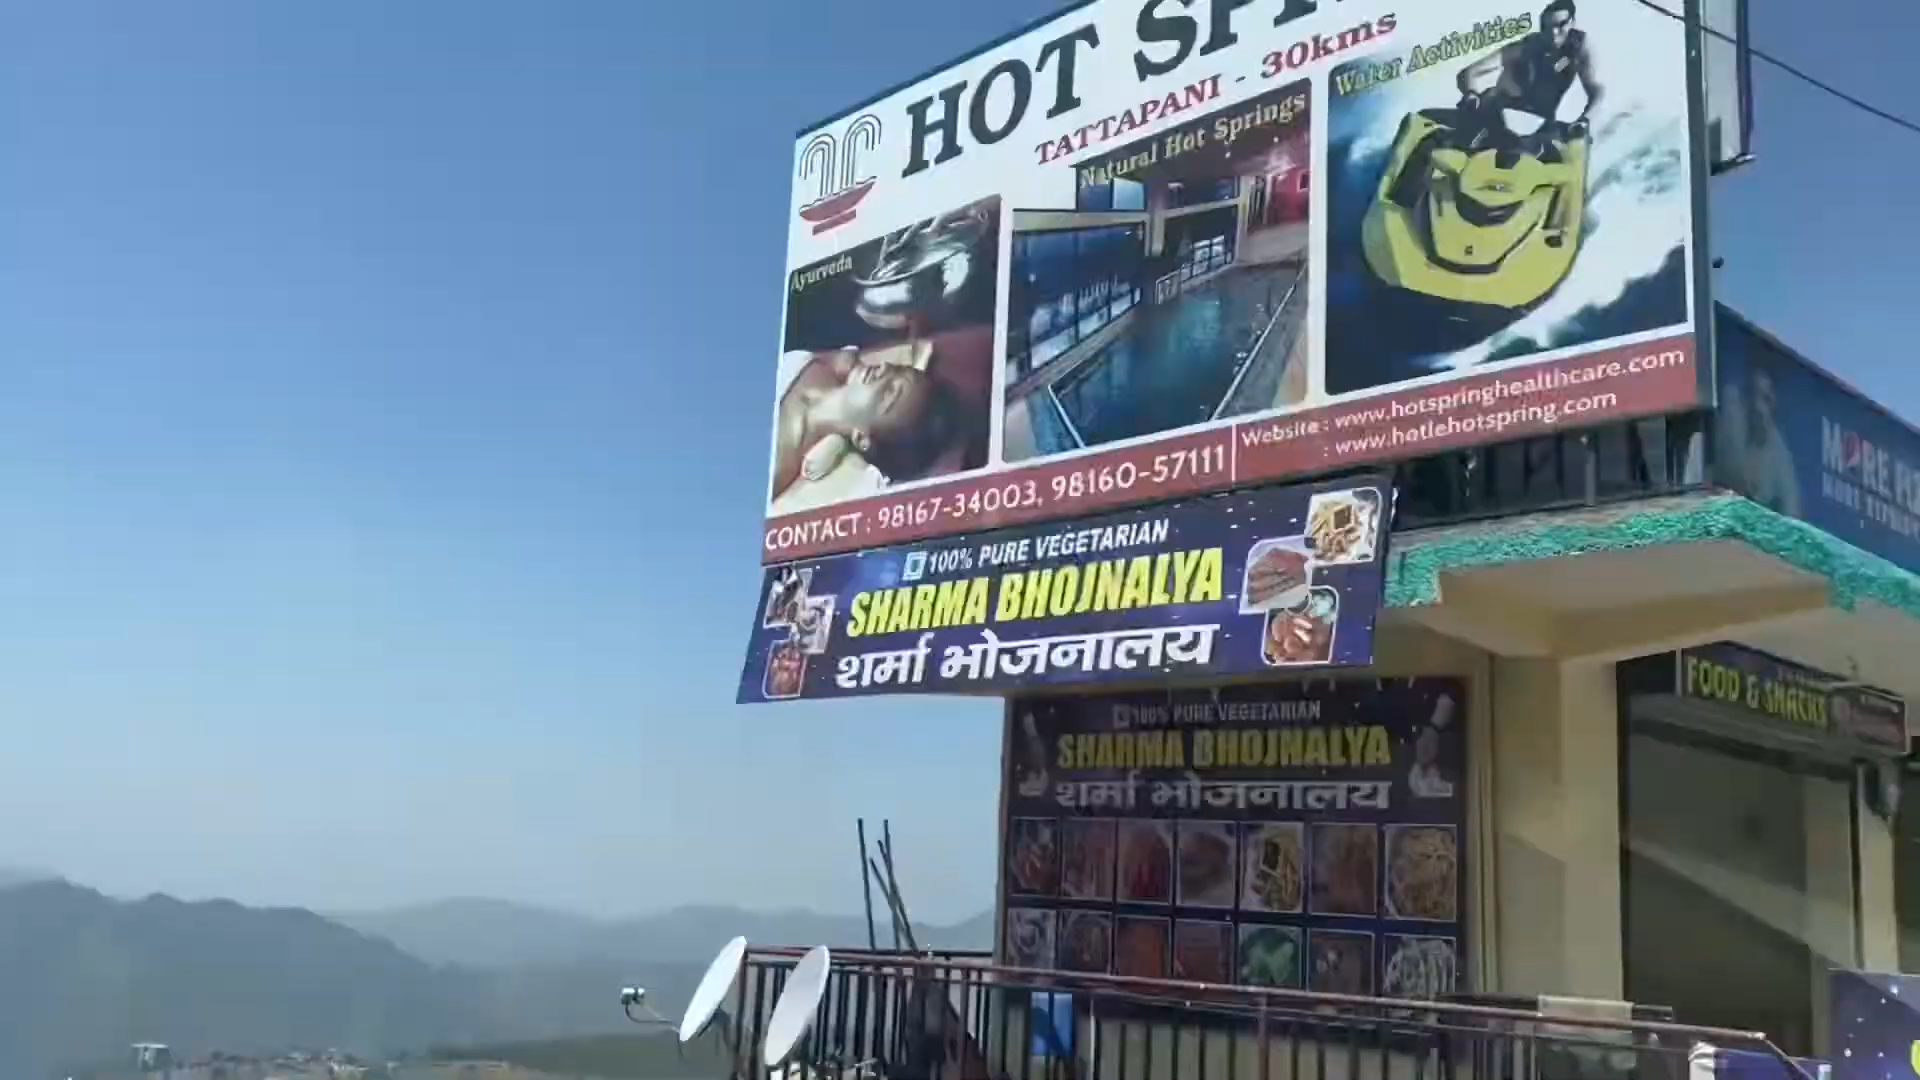 HOT
TATTAPANI - 30kms
Ayurveda
Natural Hot Springs
Water Activities
CONTACT : 98167-34003, 98160-57111
Website : www.hotspringhealthcare.com
: www.hotlehotspring.com
100% PURE VEGETARIAN
SHARMA BHOJNALYA
शर्मा भोजनालय
100% PURE VEGETARIAN
SHARMA BHOJNALYA
शर्मा भोजनालय
FOOD & SNACKS
MORE